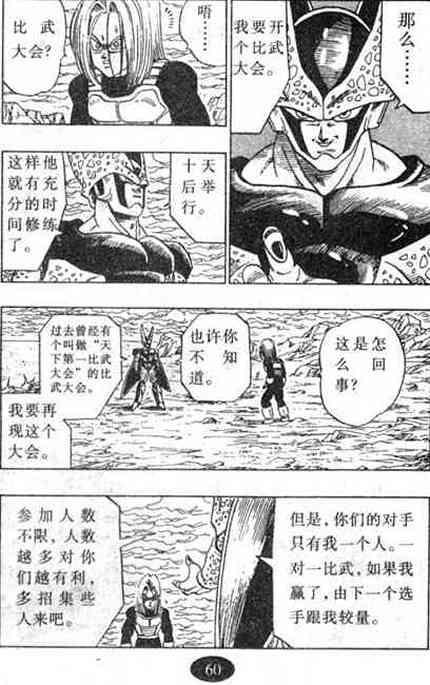 那么……
我要开
个比武
大会。
唔……
比武
大会?
十天
后举
行。
这样他
就有充
分的时
间修练
了。
这是怎
么回
事?
也许你
不知
道。
过去曾经有
个叫做“天
下第一比武
大会”的比
武大会。
我要再
现这个
大会。
但是,你们的对手
只有我一个人。一
对一比武,如果我
赢了,由下一个选
手跟我较量。
参加人数
不限,人数
越多对你
们越有利,
多招集些
人来吧。
60